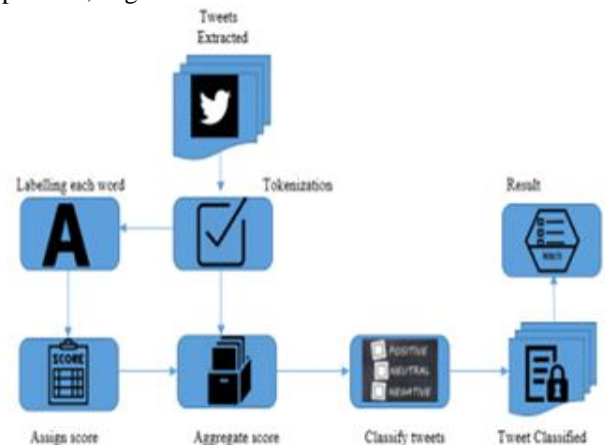 Tweets
Extracted
Labelling each word
Tokenization
Result
A
SCORE
POSITIVE
NEUTRAL
NEGATIVE
Assign score
Aggregate score
Classify tweets
Tweet Classified